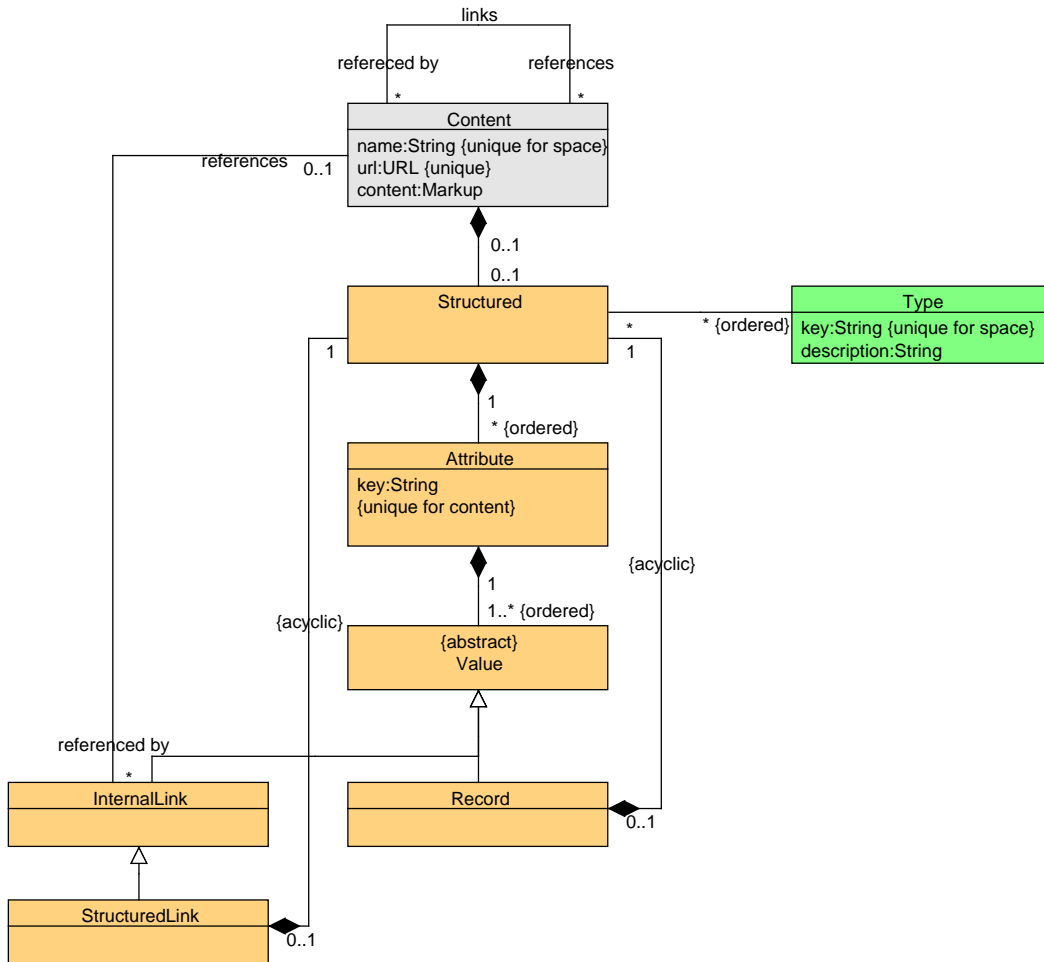 links
refereced by
references
*
*
Content
name:String {unique for space}
url:URL {unique}
content:Markup
references
0..1
0..1
0..1
Structured
Type
key:String {unique for space}
description:String
*
* {ordered}
1
1
1
* {ordered}
Attribute
key:String
{unique for content}
{acyclic}
1
1..* {ordered}
{acyclic}
{abstract}
Value
referenced by
*
InternalLink
Record
0..1
StructuredLink
0..1